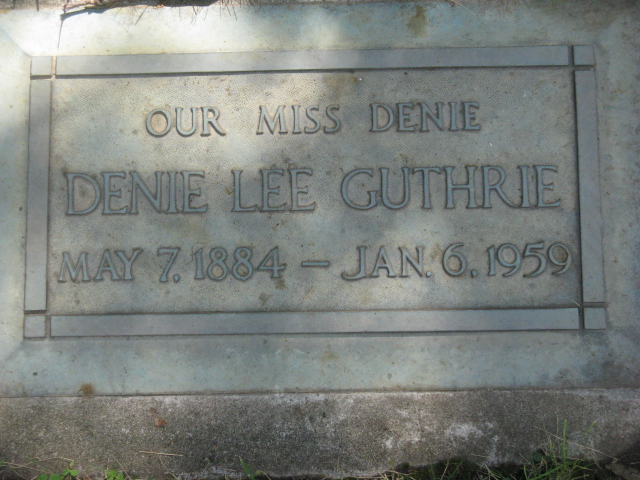 OUR MISS DENIE
DENIE LEE GUTHRIE
MAY 7, 1884 – JAN. 6, 1959